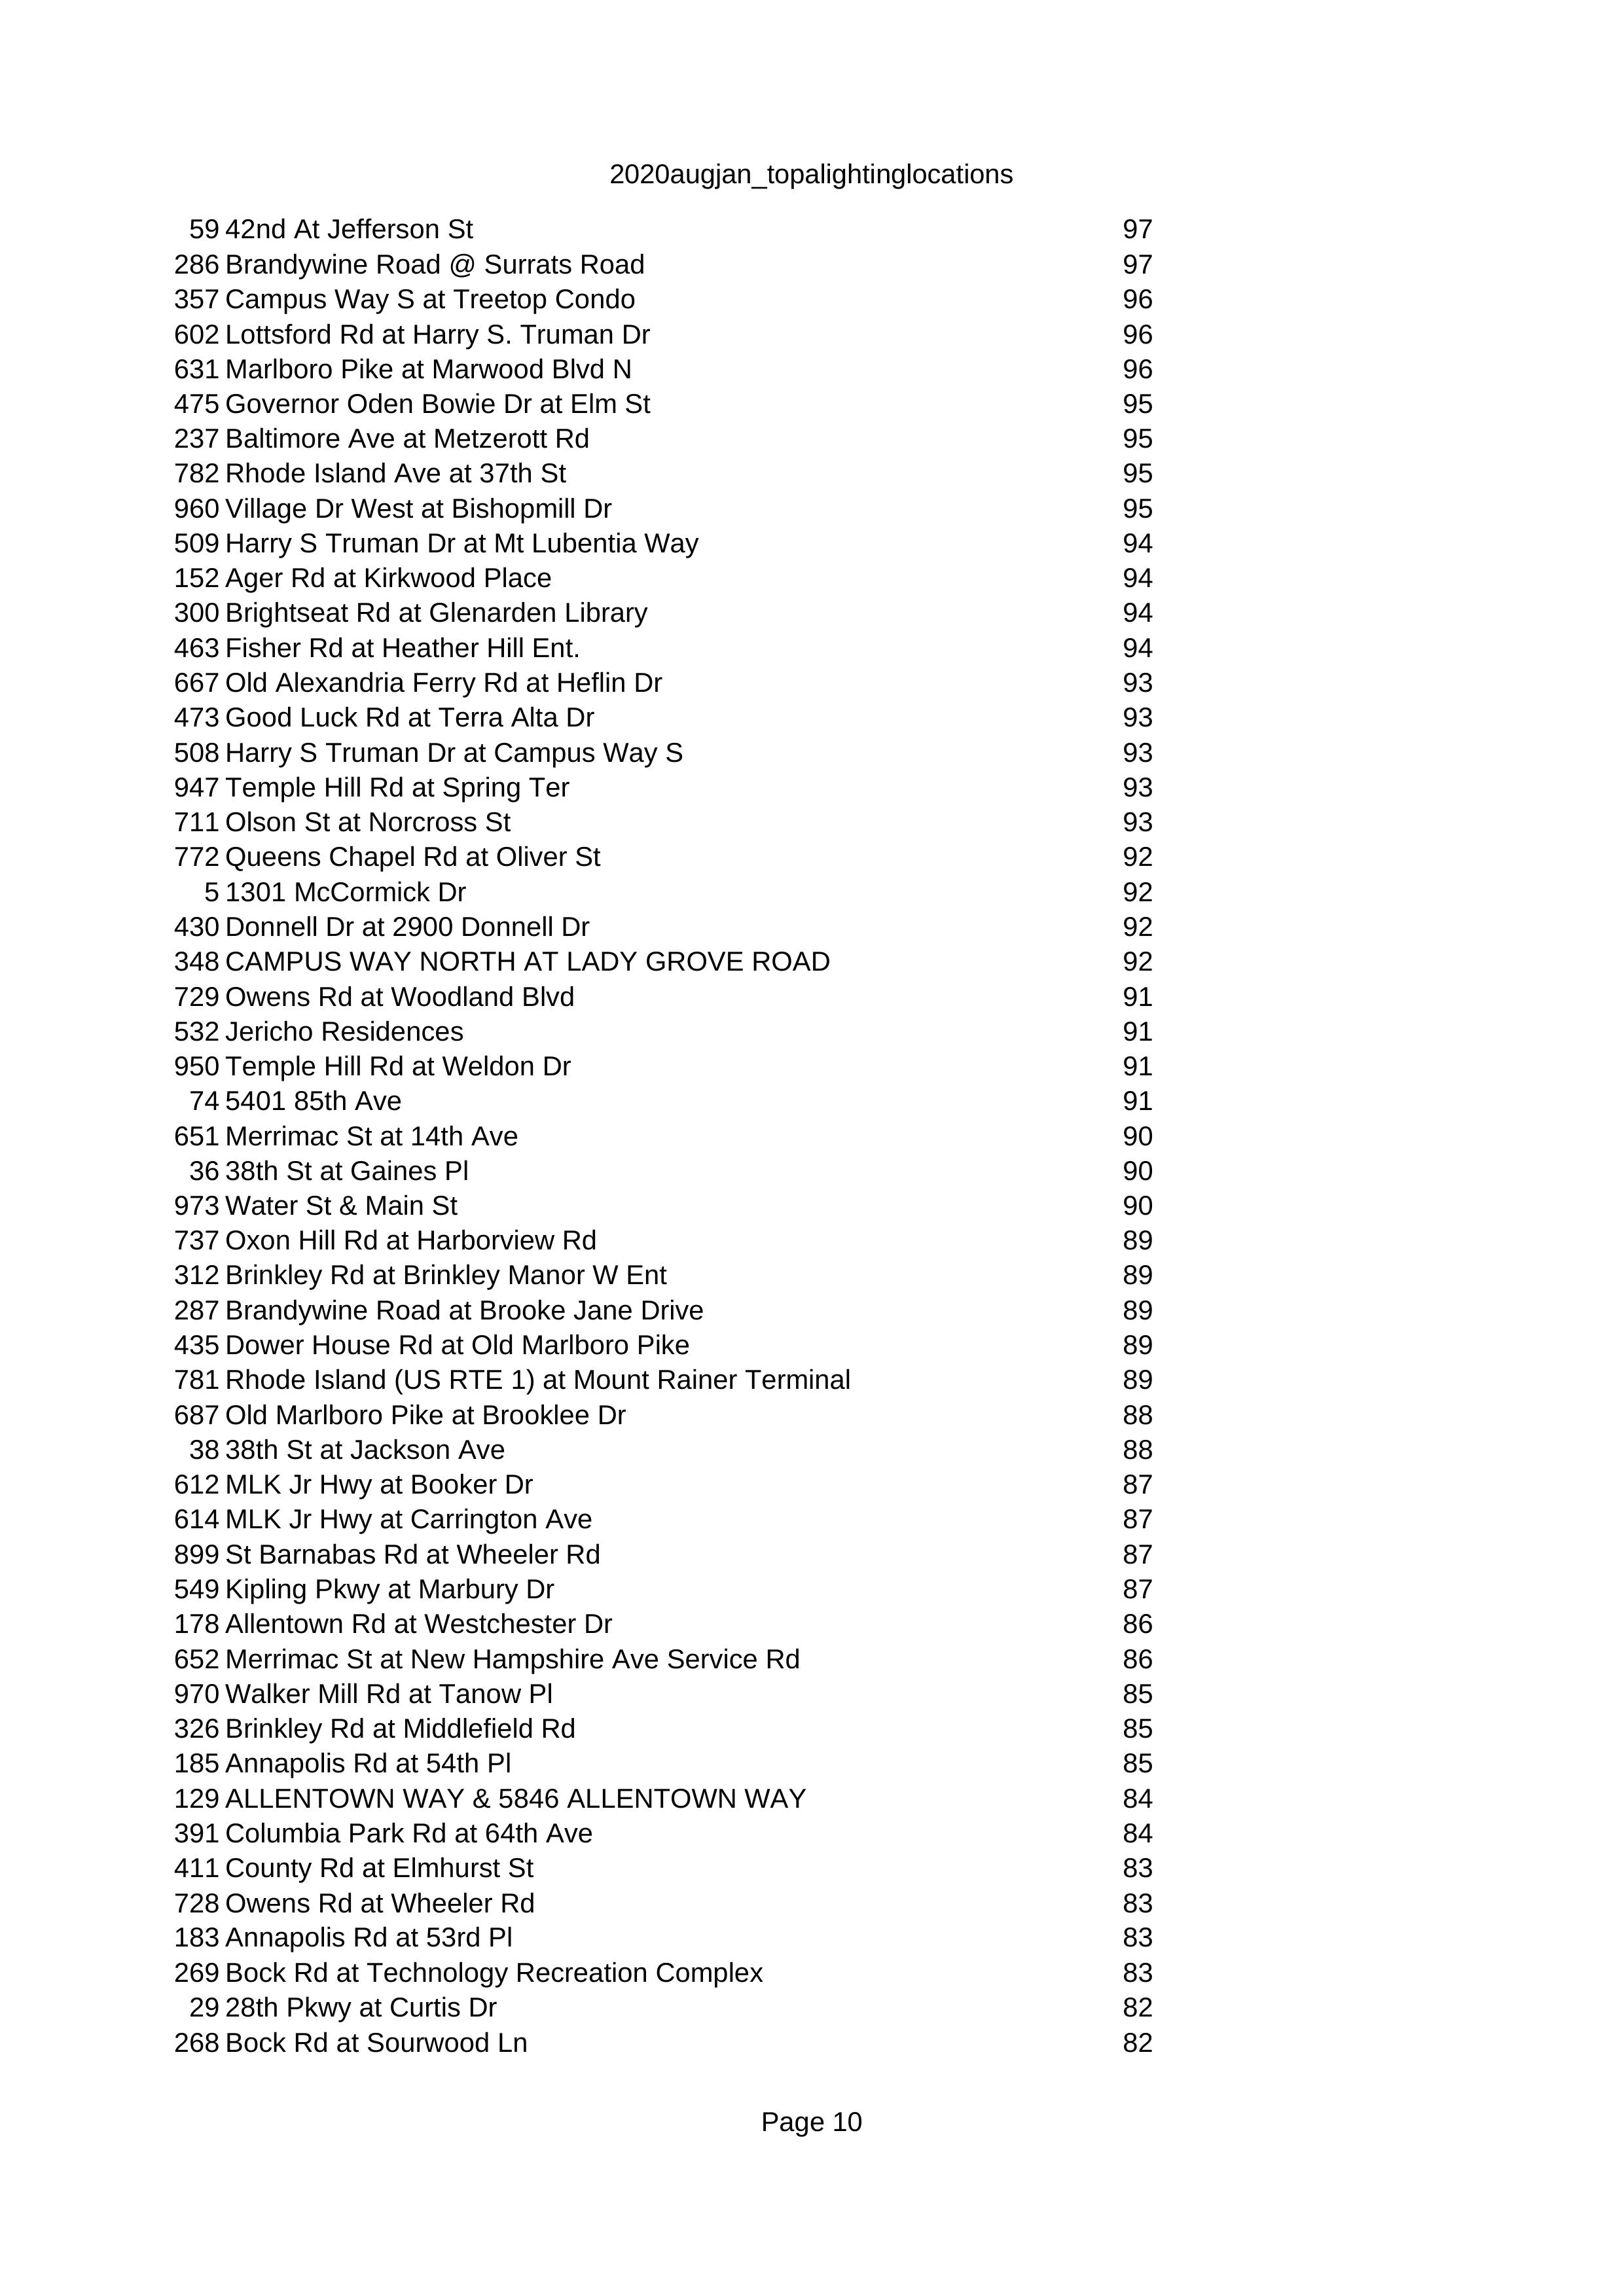 2020augjan_topalightinglocations
59 42nd At Jefferson St 97
286 Brandywine Road @ Surrats Road 97
357 Campus Way S at Treetop Condo 96
602 Lottsford Rd at Harry S. Truman Dr 96
631 Marlboro Pike at Marwood Blvd N 96
475 Governor Oden Bowie Dr at Elm St 95
237 Baltimore Ave at Metzerott Rd 95
782 Rhode Island Ave at 37th St 95
960 Village Dr West at Bishopmill Dr 95
509 Harry S Truman Dr at Mt Lubentia Way 94
152 Ager Rd at Kirkwood Place 94
300 Brightseat Rd at Glenarden Library 94
463 Fisher Rd at Heather Hill Ent. 94
667 Old Alexandria Ferry Rd at Heflin Dr 93
473 Good Luck Rd at Terra Alta Dr 93
508 Harry S Truman Dr at Campus Way S 93
947 Temple Hill Rd at Spring Ter 93
711 Olson St at Norcross St 93
772 Queens Chapel Rd at Oliver St 92
5 1301 McCormick Dr 92
430 Donnell Dr at 2900 Donnell Dr 92
348 CAMPUS WAY NORTH AT LADY GROVE ROAD 92
729 Owens Rd at Woodland Blvd 91
532 Jericho Residences 91
950 Temple Hill Rd at Weldon Dr 91
74 5401 85th Ave 91
651 Merrimac St at 14th Ave 90
36 38th St at Gaines Pl 90
973 Water St & Main St 90
737 Oxon Hill Rd at Harborview Rd 89
312 Brinkley Rd at Brinkley Manor W Ent 89
287 Brandywine Road at Brooke Jane Drive 89
435 Dower House Rd at Old Marlboro Pike 89
781 Rhode Island (US RTE 1) at Mount Rainer Terminal 89
687 Old Marlboro Pike at Brooklee Dr 88
38 38th St at Jackson Ave 88
612 MLK Jr Hwy at Booker Dr 87
614 MLK Jr Hwy at Carrington Ave 87
899 St Barnabas Rd at Wheeler Rd 87
549 Kipling Pkwy at Marbury Dr 87
178 Allentown Rd at Westchester Dr 86
652 Merrimac St at New Hampshire Ave Service Rd 86
970 Walker Mill Rd at Tanow Pl 85
326 Brinkley Rd at Middlefield Rd 85
185 Annapolis Rd at 54th Pl 85
129 ALLENTOWN WAY & 5846 ALLENTOWN WAY 84
391 Columbia Park Rd at 64th Ave 84
411 County Rd at Elmhurst St 83
728 Owens Rd at Wheeler Rd 83
183 Annapolis Rd at 53rd Pl 83
269 Bock Rd at Technology Recreation Complex 83
29 28th Pkwy at Curtis Dr 82
268 Bock Rd at Sourwood Ln 82
Page 10